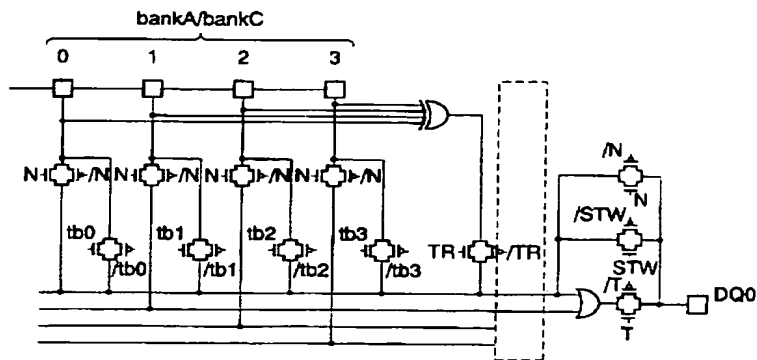 bankA/bankC
0 1 2 3
N /N N /N N /N N /N
/N
N
tb0 tb1 tb2 tb3
/tb0 /tb1 /tb2 /tb3
TR /TR
/STW
STW
/T
T
DQ0